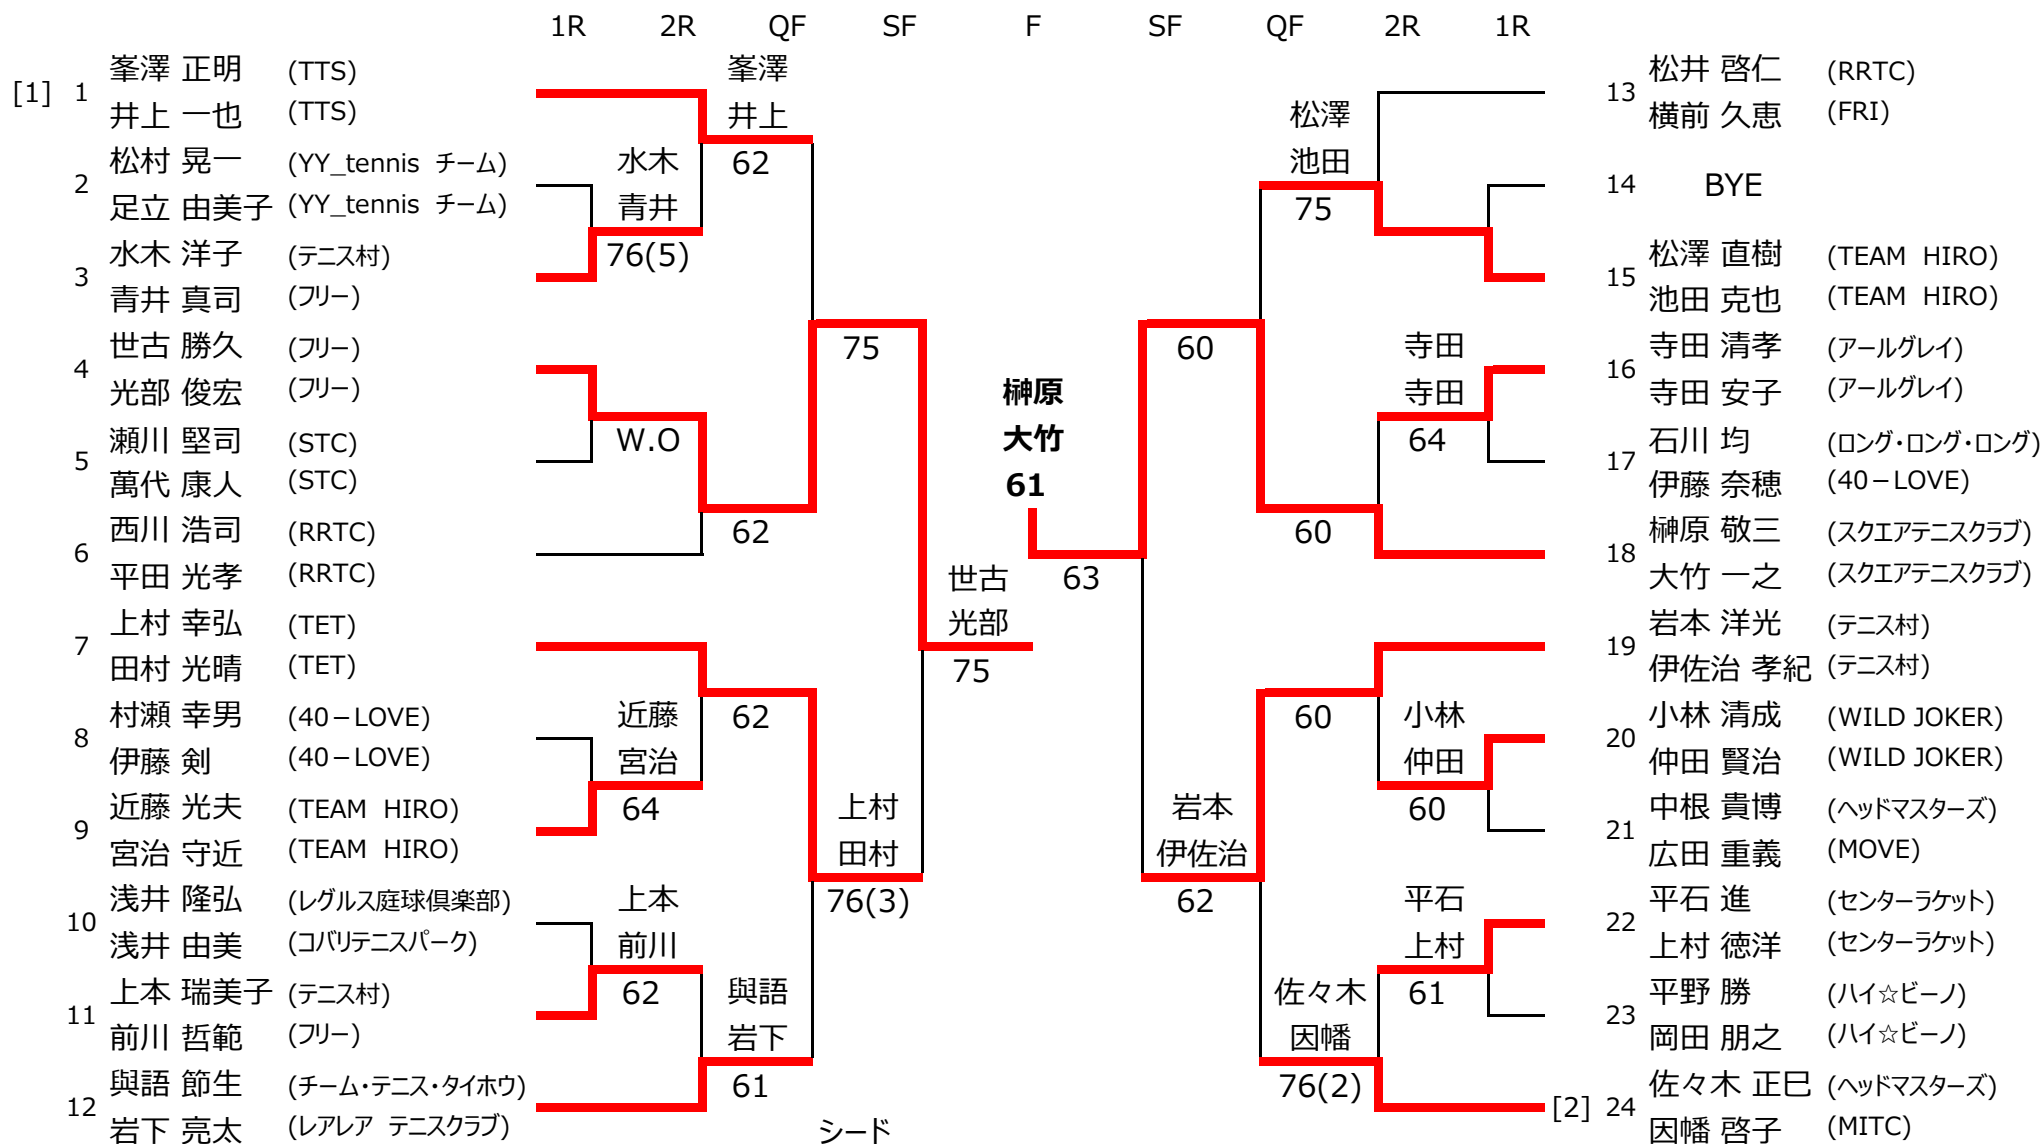 1R 2R QF SF F SF QF 2R 1R
[1] 1 峯澤 正明 (TTS)
井上 一也 (TTS)
2 松村 晃一 (YY_tennis チーム)
足立 由美子 (YY_tennis チーム)
3 水木 洋子 (テニス村)
青井 真司 (フリー)
4 世古 勝久 (フリー)
光部 俊宏 (フリー)
5 瀬川 堅司 (STC)
萬代 康人 (STC)
6 西川 浩司 (RRTC)
平田 光孝 (RRTC)
7 上村 幸弘 (TET)
田村 光晴 (TET)
8 村瀬 幸男 (40－LOVE)
伊藤 剣 (40－LOVE)
9 近藤 光夫 (TEAM HIRO)
宮治 守近 (TEAM HIRO)
10 浅井 隆弘 (レグルス庭球倶楽部)
浅井 由美 (コバリテニスパーク)
11 上本 瑞美子 (テニス村)
前川 哲範 (フリー)
12 與語 節生 (チーム・テニス・タイホウ)
岩下 亮太 (レアレア テニスクラブ)
水木
青井
76(5)
W.O
近藤
宮治
64
上本
前川
62
峯澤
井上
62
62
62
與語
岩下
61
75
上村
田村
76(3)
世古
光部
75
榊原
大竹
61
63
60
岩本
伊佐治
62
松澤
池田
75
60
60
佐々木
因幡
76(2)
寺田
寺田
64
小林
仲田
60
平石
上村
61
13 松井 啓仁 (RRTC)
横前 久恵 (FRI)
14 BYE
15 松澤 直樹 (TEAM HIRO)
池田 克也 (TEAM HIRO)
16 寺田 清孝 (アールグレイ)
寺田 安子 (アールグレイ)
17 石川 均 (ロング・ロング・ロング)
伊藤 奈穂 (40－LOVE)
18 榊原 敬三 (スクエアテニスクラブ)
大竹 一之 (スクエアテニスクラブ)
19 岩本 洋光 (テニス村)
伊佐治 孝紀 (テニス村)
20 小林 清成 (WILD JOKER)
仲田 賢治 (WILD JOKER)
21 中根 貴博 (ヘッドマスターズ)
広田 重義 (MOVE)
22 平石 進 (センターラケット)
上村 徳洋 (センターラケット)
23 平野 勝 (ハイ☆ビーノ)
岡田 朋之 (ハイ☆ビーノ)
[2] 24 佐々木 正巳 (ヘッドマスターズ)
因幡 啓子 (MITC)
シード